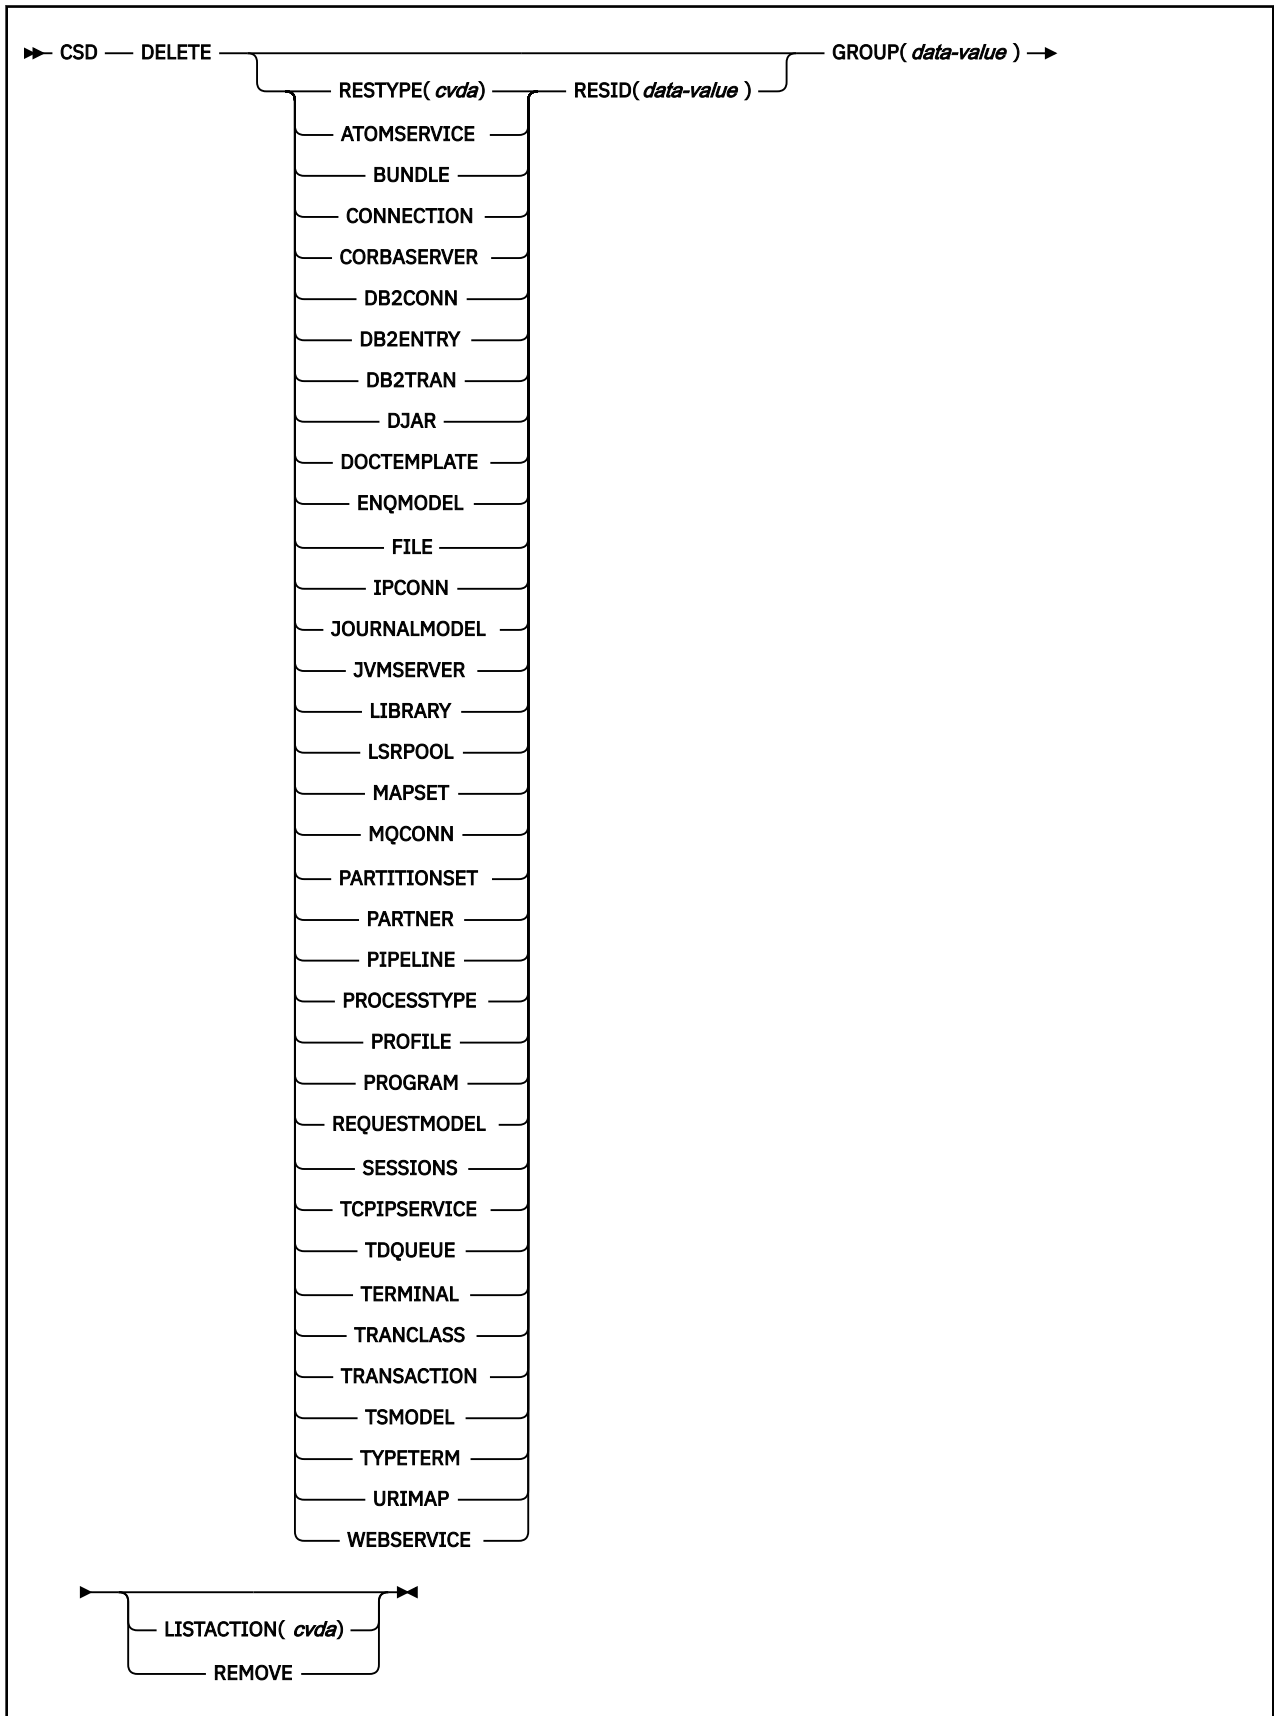 CSD DELETE GROUP( data-value )
RESTYPE( cvda) RESID( data-value )
ATOMSERVICE
BUNDLE
CONNECTION
CORBASERVER
DB2CONN
DB2ENTRY
DB2TRAN
DJAR
DOCTEMPLATE
ENQMODEL
FILE
IPCONN
JOURNALMODEL
JVMSERVER
LIBRARY
LSRPOOL
MAPSET
MQCONN
PARTITIONSET
PARTNER
PIPELINE
PROCESSTYPE
PROFILE
PROGRAM
REQUESTMODEL
SESSIONS
TCPIPSERVICE
TDQUEUE
TERMINAL
TRANCLASS
TRANSACTION
TSMODEL
TYPETERM
URIMAP
WEBSERVICE
LISTACTION( cvda)
REMOVE